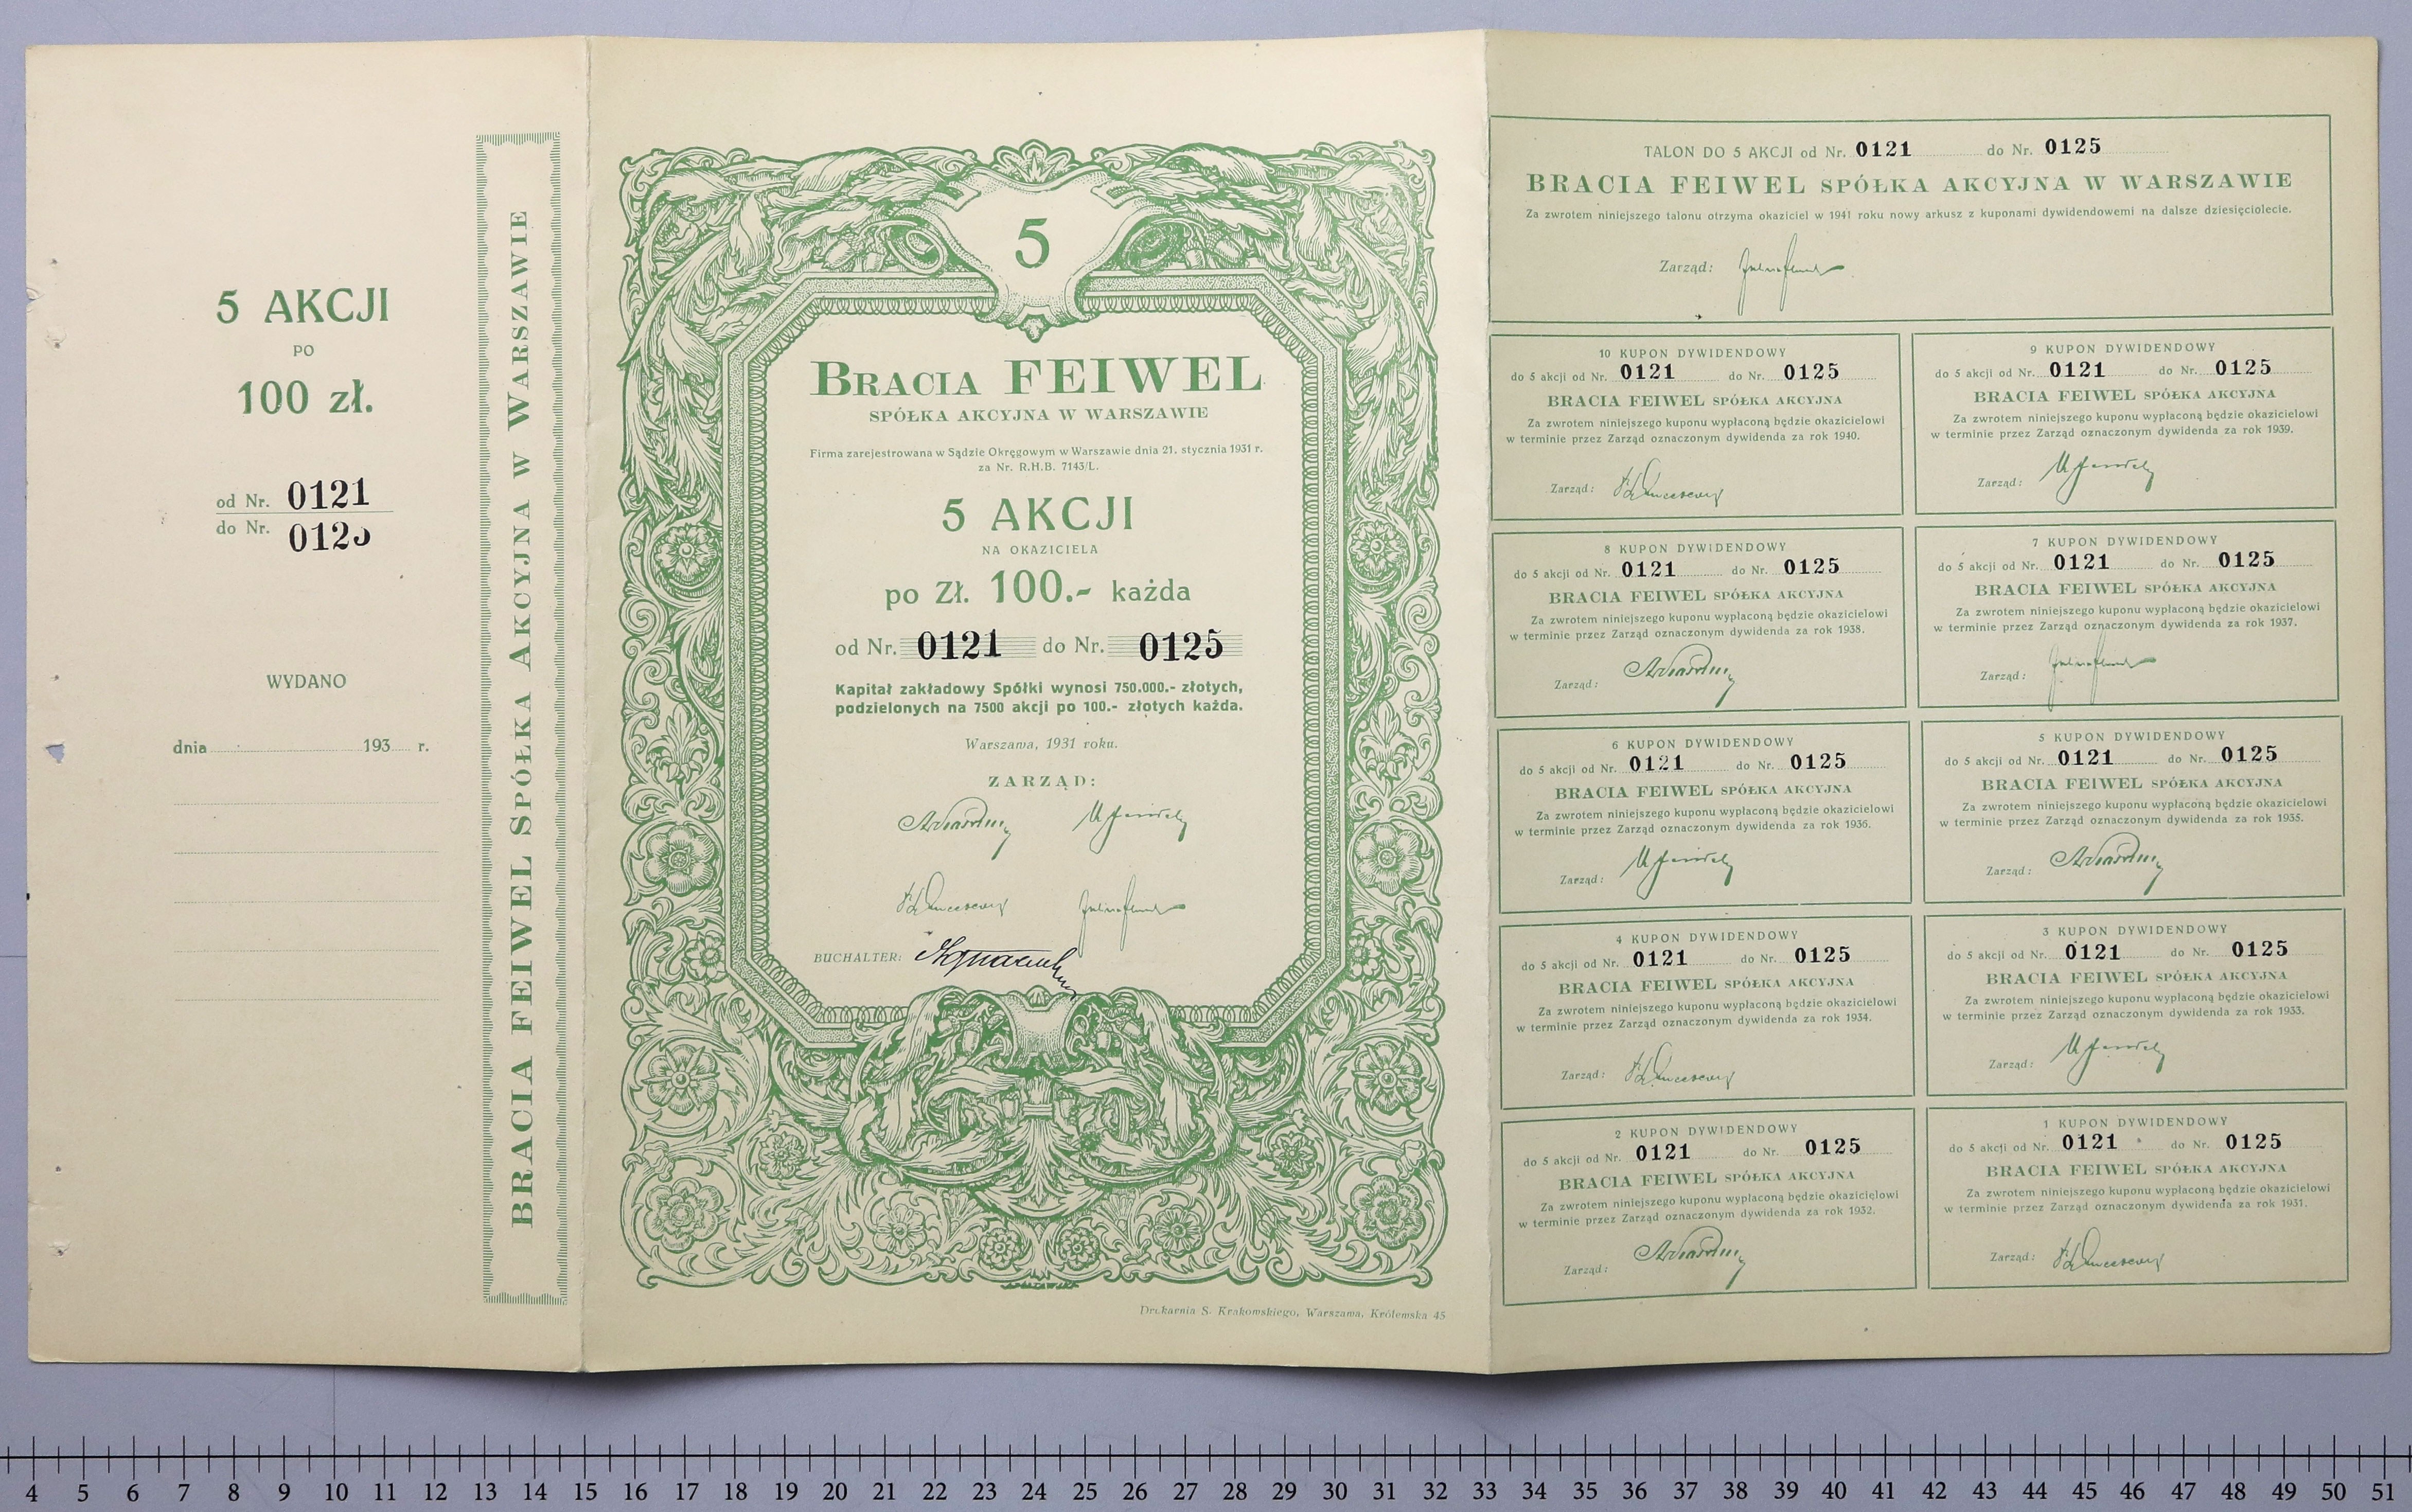 5 AKCJI
PO
100 zł.
od Nr. 0121
do Nr. 0125
WYDANO
dnia 193 r.
BRACIA FEIWEL SPÓŁKA AKCYJNA W WARSZAWIE
5
BRACIA FEIWEL
SPÓŁKA AKCYJNA W WARSZAWIE
Firma zarejestrowana w Sądzie Okręgowym w Warszawie dnia 21. stycznia 1931 r.
za Nr. R.H.B. 7143/L.
5 AKCJI
NA OKAZICIELA
po Zł. 100.- każda
od Nr. 0121 do Nr. 0125
Kapitał zakładowy Spółki wynosi 750.000.- złotych,
podzielonych na 7500 akcji po 100.- złotych każda.
Warszawa, 1931 roku.
ZARZĄD:
BUCHALTER:
Drukarnia S. Krakowskiego, Warszawa, Królewska 45
TALON DO 5 AKCJI od Nr. 0121 do Nr. 0125
BRACIA FEIWEL SPÓŁKA AKCYJNA W WARSZAWIE
Za zwrotem niniejszego talonu otrzyma okaziciel w 1941 roku nowy arkusz z kuponami dywidendowemi na dalsze dziesięciolecie.
Zarząd:
10 KUPON DYWIDENDOWY
do 5 akcji od Nr. 0121 do Nr. 0125
BRACIA FEIWEL SPÓŁKA AKCYJNA
Za zwrotem niniejszego kuponu wypłaconą będzie okazicielowi
w terminie przez Zarząd oznaczonym dywidenda za rok 1940.
Zarząd:
9 KUPON DYWIDENDOWY
do 5 akcji od Nr. 0121 do Nr. 0125
BRACIA FEIWEL SPÓŁKA AKCYJNA
Za zwrotem niniejszego kuponu wypłaconą będzie okazicielowi
w terminie przez Zarząd oznaczonym dywidenda za rok 1939.
Zarząd:
8 KUPON DYWIDENDOWY
do 5 akcji od Nr. 0121 do Nr. 0125
BRACIA FEIWEL SPÓŁKA AKCYJNA
Za zwrotem niniejszego kuponu wypłaconą będzie okazicielowi
w terminie przez Zarząd oznaczonym dywidenda za rok 1938.
Zarząd:
7 KUPON DYWIDENDOWY
do 5 akcji od Nr. 0121 do Nr. 0125
BRACIA FEIWEL SPÓŁKA AKCYJNA
Za zwrotem niniejszego kuponu wypłaconą będzie okazicielowi
w terminie przez Zarząd oznaczonym dywidenda za rok 1937.
Zarząd:
6 KUPON DYWIDENDOWY
do 5 akcji od Nr. 0121 do Nr. 0125
BRACIA FEIWEL SPÓŁKA AKCYJNA
Za zwrotem niniejszego kuponu wypłaconą będzie okazicielowi
w terminie przez Zarząd oznaczonym dywidenda za rok 1936.
Zarząd:
5 KUPON DYWIDENDOWY
do 5 akcji od Nr. 0121 do Nr. 0125
BRACIA FEIWEL SPÓŁKA AKCYJNA
Za zwrotem niniejszego kuponu wypłaconą będzie okazicielowi
w terminie przez Zarząd oznaczonym dywidenda za rok 1935.
Zarząd:
4 KUPON DYWIDENDOWY
do 5 akcji od Nr. 0121 do Nr. 0125
BRACIA FEIWEL SPÓŁKA AKCYJNA
Za zwrotem niniejszego kuponu wypłaconą będzie okazicielowi
w terminie przez Zarząd oznaczonym dywidenda za rok 1934.
Zarząd:
3 KUPON DYWIDENDOWY
do 5 akcji od Nr. 0121 do Nr. 0125
BRACIA FEIWEL SPÓŁKA AKCYJNA
Za zwrotem niniejszego kuponu wypłaconą będzie okazicielowi
w terminie przez Zarząd oznaczonym dywidenda za rok 1933.
Zarząd:
2 KUPON DYWIDENDOWY
do 5 akcji od Nr. 0121 do Nr. 0125
BRACIA FEIWEL SPÓŁKA AKCYJNA
Za zwrotem niniejszego kuponu wypłaconą będzie okazicielowi
w terminie przez Zarząd oznaczonym dywidenda za rok 1932.
Zarząd:
1 KUPON DYWIDENDOWY
do 5 akcti od Nr. 0121 do Nr. 0125
BRACIA FEIWEL SPÓŁKA AKCYJNA
Za zwrotem niniejszego kuponu wypłaconą będzie okazicielowi
w terminie przez Zarząd oznaczonym dywidenda za rok 1931.
Zarząd:
4 5 6 7 8 9 10 11 12 13 14 15 16 17 18 19 20 21 22 23 24 25 26 27 28 29 30 31 32 33 34 35 36 37 38 39 40 41 42 43 44 45 46 47 48 49 50 51